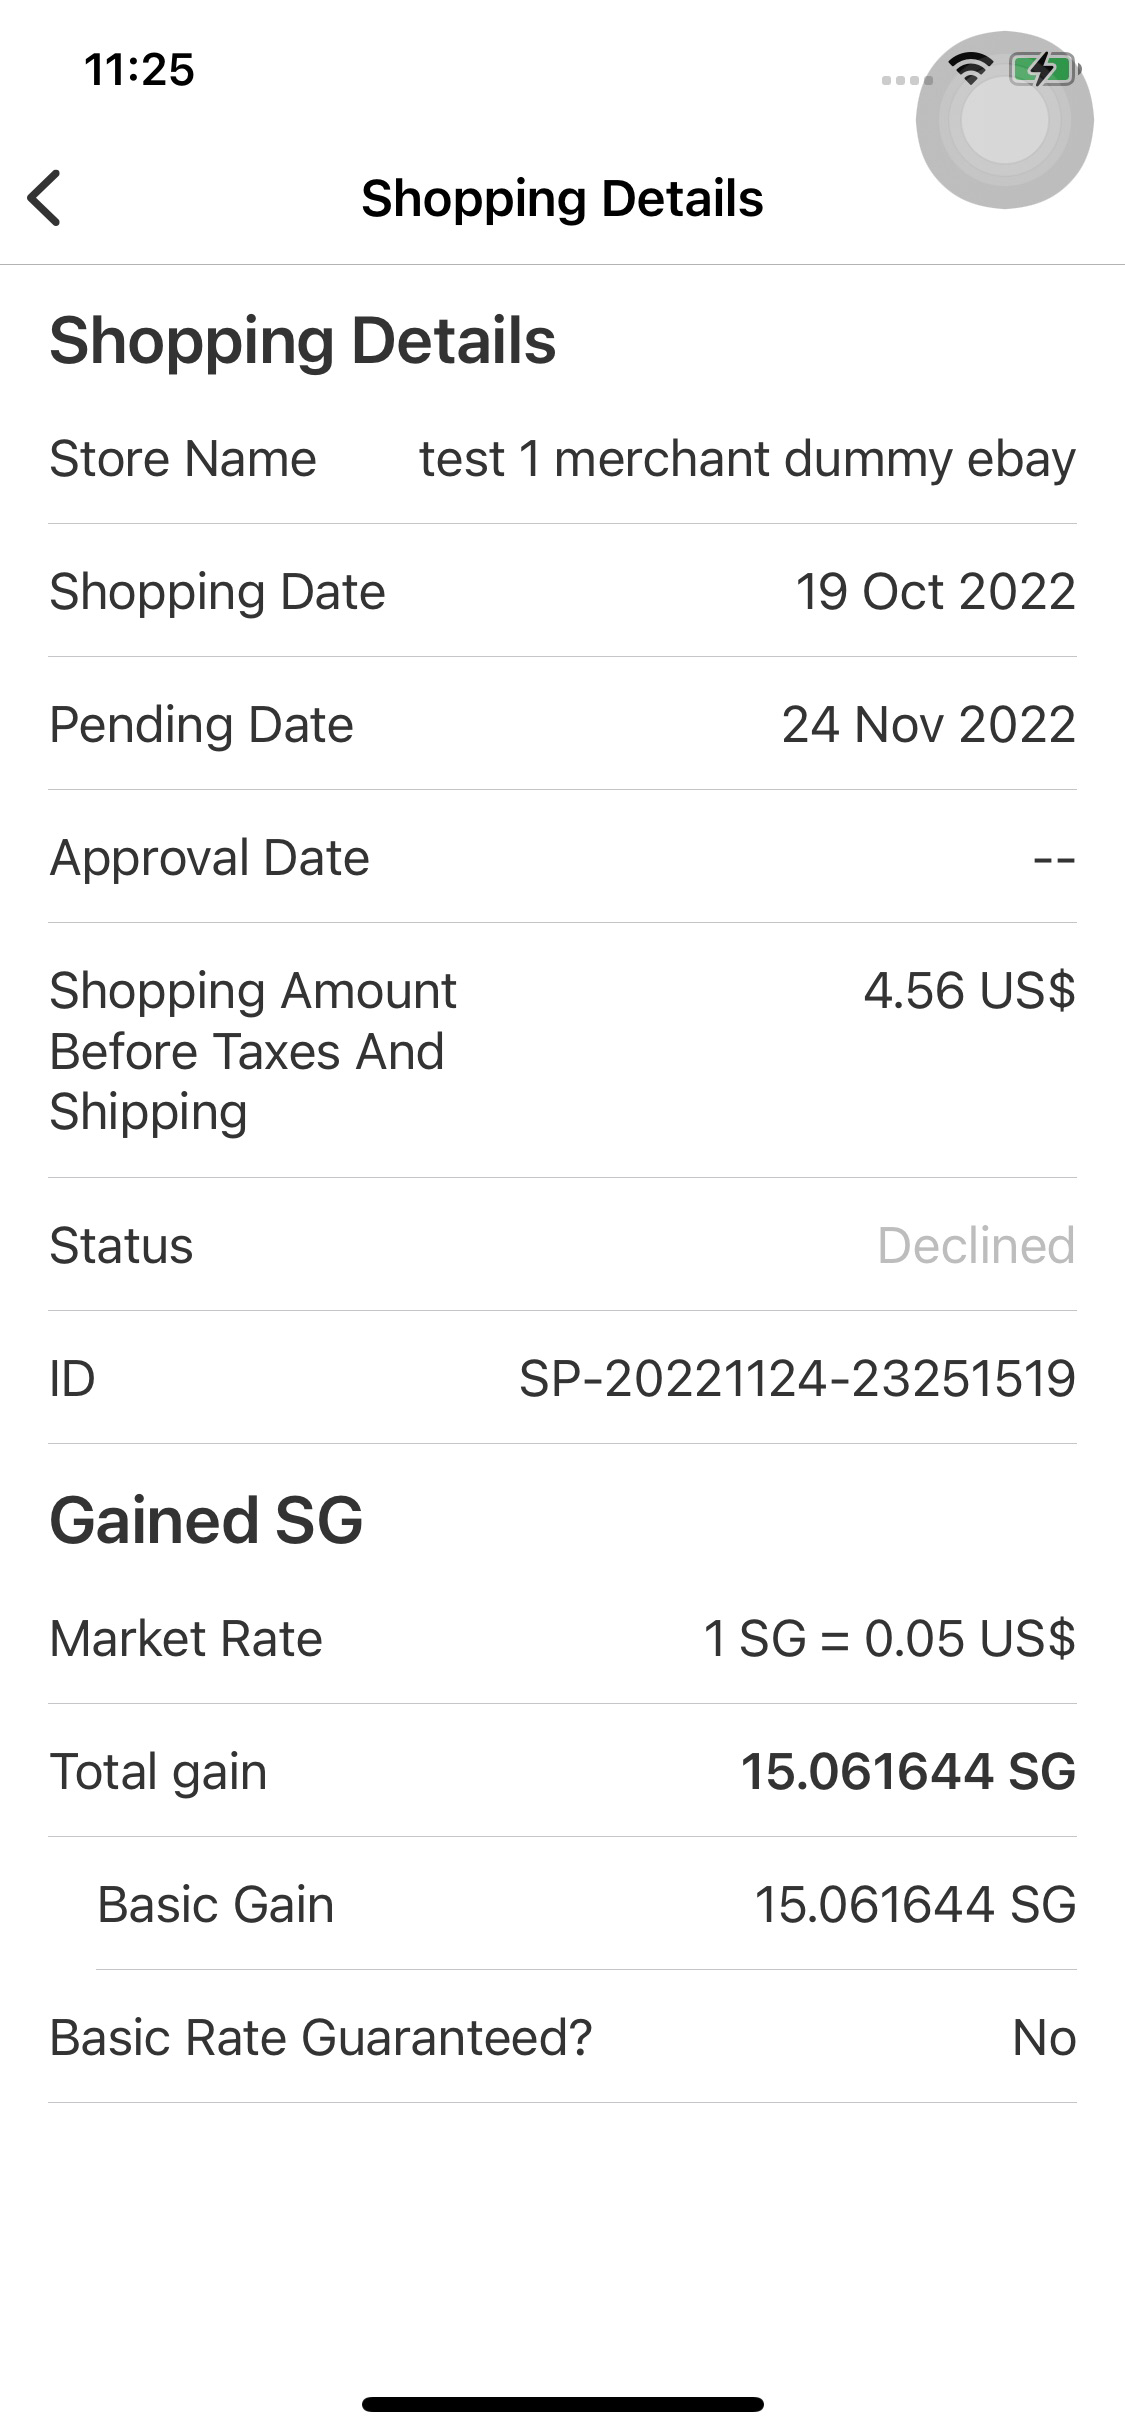 11:25
Shopping Details
Shopping Details
Store Name test 1 merchant dummy ebay
Shopping Date 19 Oct 2022
Pending Date 24 Nov 2022
Approval Date --
Shopping Amount 4.56 US$
Before Taxes And
Shipping
Status Declined
ID SP-20221124-23251519
Gained SG
Market Rate 1 SG = 0.05 US$
Total gain 15.061644 SG
Basic Gain 15.061644 SG
Basic Rate Guaranteed? No